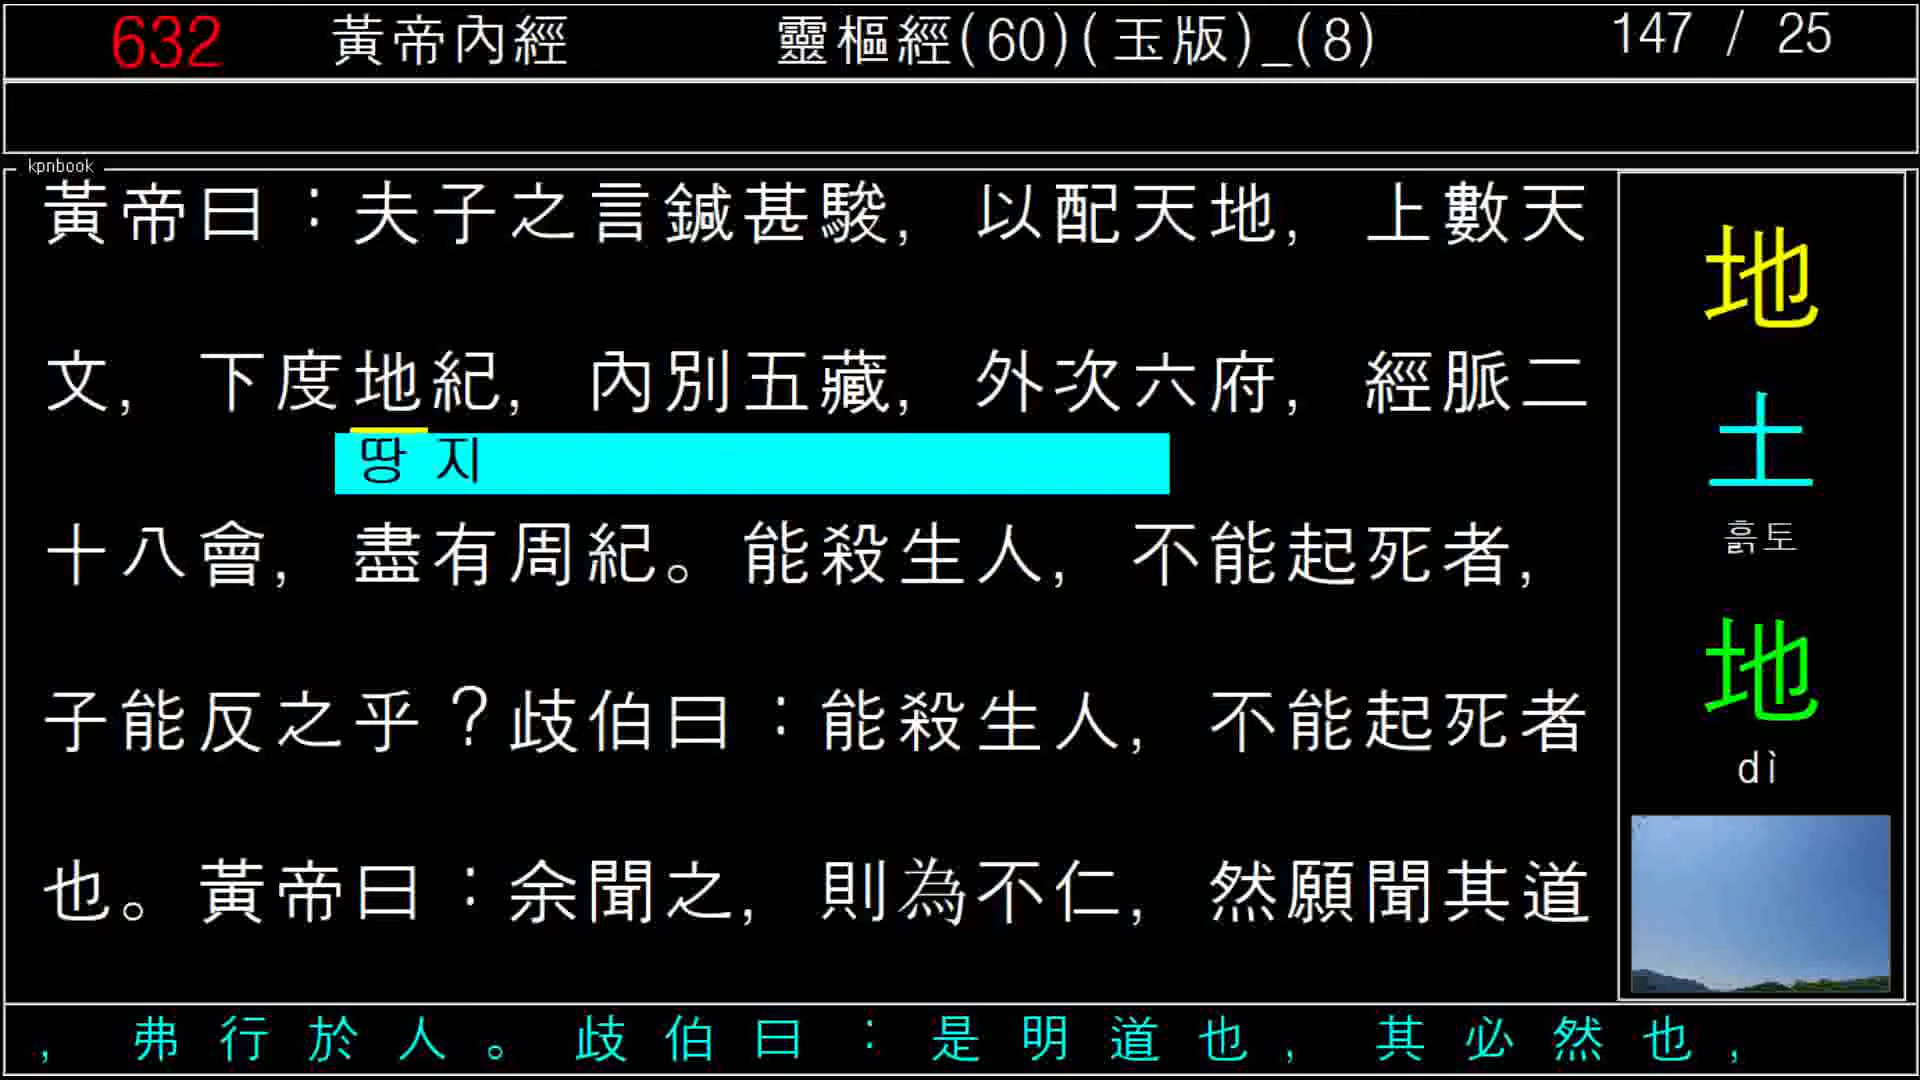 632 黃帝內經 靈樞經(60)(玉版)_(8) 147 / 25
kpnbook
黃帝曰：夫子之言鍼甚駿, 以配天地, 上數天
文, 下度地紀, 內別五藏, 外次六府, 經脈二
땅 지
十八會, 盡有周紀。能殺生人, 不能起死者,
子能反之乎？歧伯曰：能殺生人, 不能起死者
也。黃帝曰：余聞之, 則為不仁, 然願聞其道
地
土
흙토
地
dì
, 弗行於人。歧伯曰：是明道也, 其必然也,